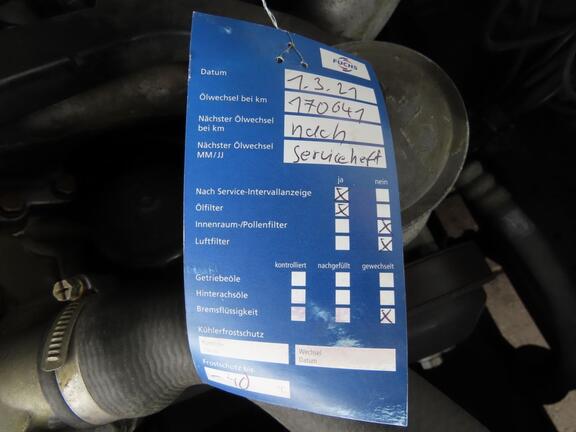 FUCHS
Datum 1.3.21
Ölwechsel bei km 170041
Nächster Ölwechsel
bei km nach
Nächster Ölwechsel
MM/JJ Serviceheft
ja nein
Nach Service-Intervallanzeige
Ölfilter
Innenraum-/Pollenfilter
Luftfilter
kontrolliert nachgefüllt gewechselt
Getriebeöle
Hinterachsöle
Bremsflüssigkeit
Kühlerfrostschutz
Wechsel
Datum
Frostschutz bis
-40 °C